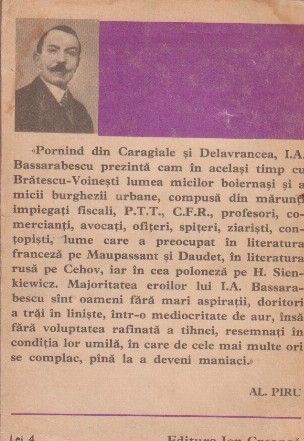 «Pornind din Caragiale și Delavrancea, I.A.
Bassarabescu prezintă cam în același timp cu
Brătescu-Voinești lumea micilor boiernași și a
micii burghezii urbane, compusă din mărunți
impiegați fiscali, P.T.T., C.F.R., profesori, co-
mercianți, avocați, ofițeri, spițeri, ziariști, con-
țopiști, lume care a preocupat în literatura
franceză pe Maupassant și Daudet, în literatura
rusă pe Cehov, iar în cea poloneză pe H. Sien-
kiewicz. Majoritatea eroilor lui I.A. Bassara-
bescu sînt oameni fără mari aspirații, doritori
a trăi în liniște, într-o mediocritate de aur, însă
fără voluptatea rafinată a tihnei, resemnați în
condiția lor umilă, în care de cele mai multe ori
se complac, pînă la a deveni maniaci.»
AL. PIRU
Lei 4
Editura Ion Creangă